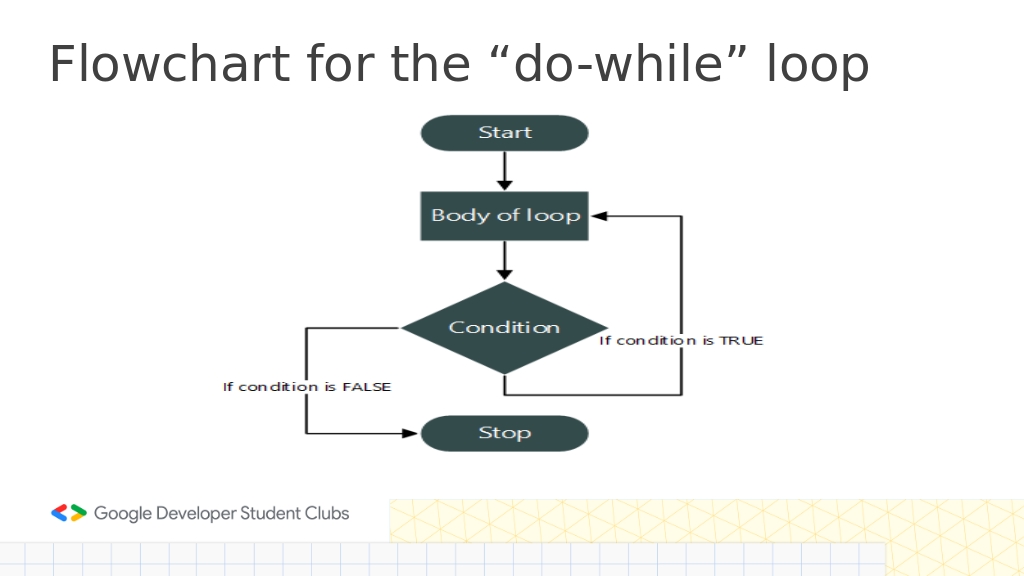 Flowchart for the “do-while” loop
Start
Body of loop
Condition
If condition is TRUE
If condition is FALSE
Stop
Google Developer Student Clubs